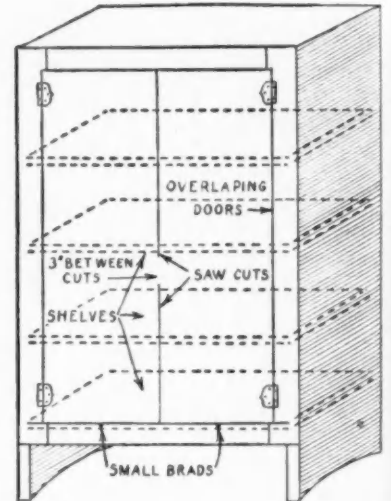 OVERLAPING
DOORS
3" BETWEEN
CUTS
SAW CUTS
SHELVES
SMALL BRADS